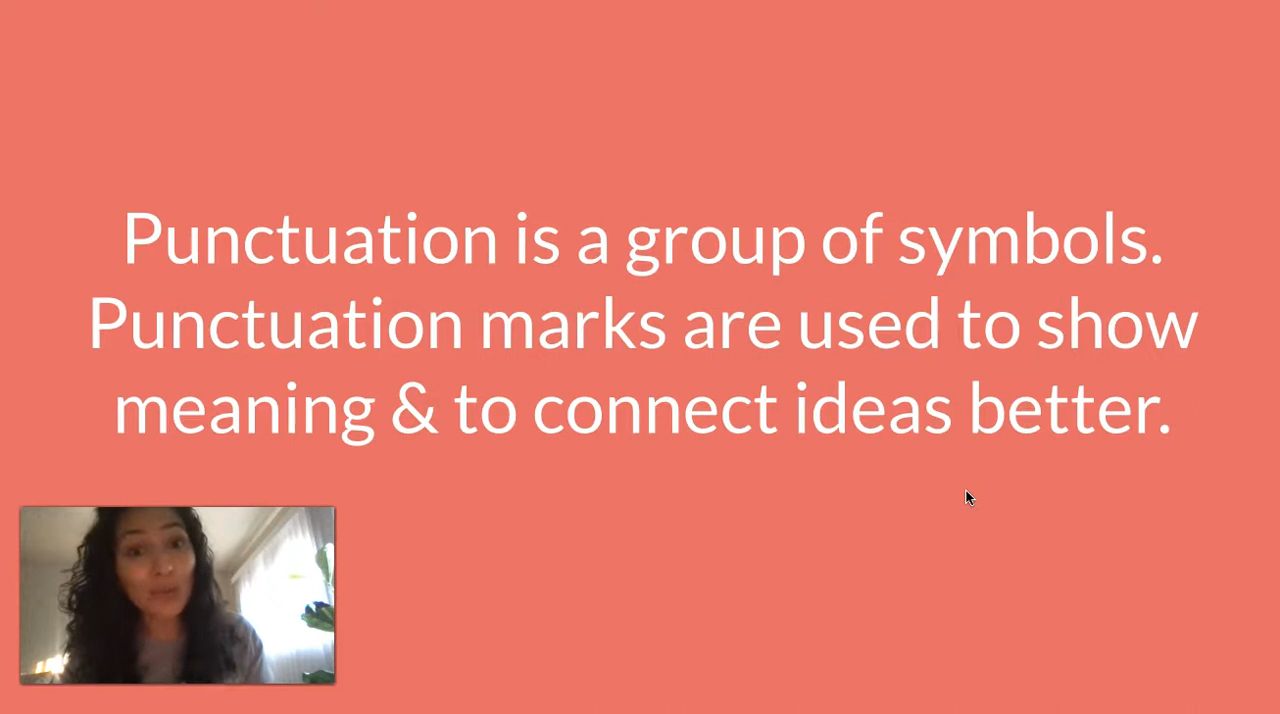 Punctuation is a group of symbols.
Punctuation marks are used to show
meaning & to connect ideas better.